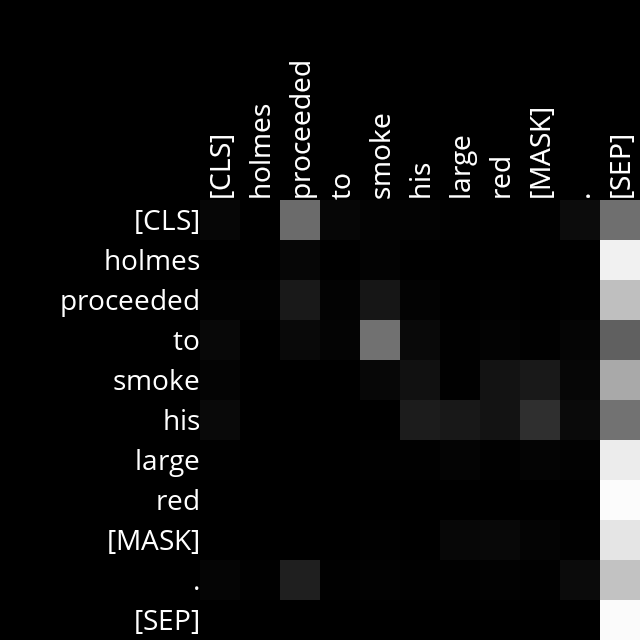 [CLS] holmes proceeded to smoke his large red [MASK] . [SEP]
[CLS]
holmes
proceeded
to
smoke
his
large
red
[MASK]
.
[SEP]